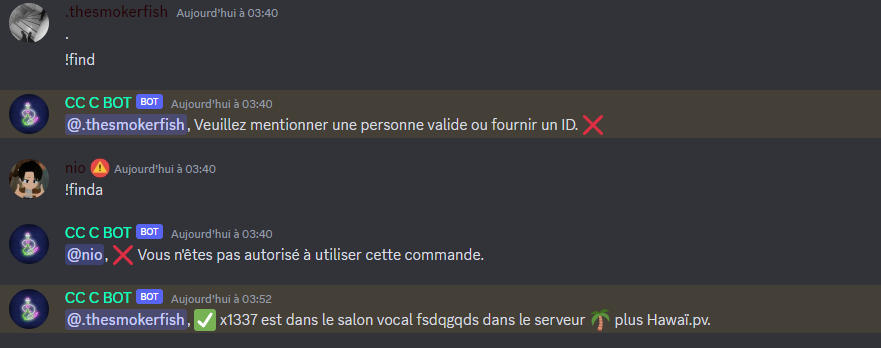 .thesmokerfish Aujourd'hui à 03:40
.
!find
CC C BOT BOT Aujourd'hui à 03:40
@.thesmokerfish, Veuillez mentionner une personne valide ou fournir un ID. ❌
nio ⚠️ Aujourd'hui à 03:40
!finda
CC C BOT BOT Aujourd'hui à 03:40
@nio, ❌ Vous n'êtes pas autorisé à utiliser cette commande.
CC C BOT BOT Aujourd'hui à 03:52
@.thesmokerfish, ✅ x1337 est dans le salon vocal fsdqgqds dans le serveur 🌴 plus Hawaï.pv.